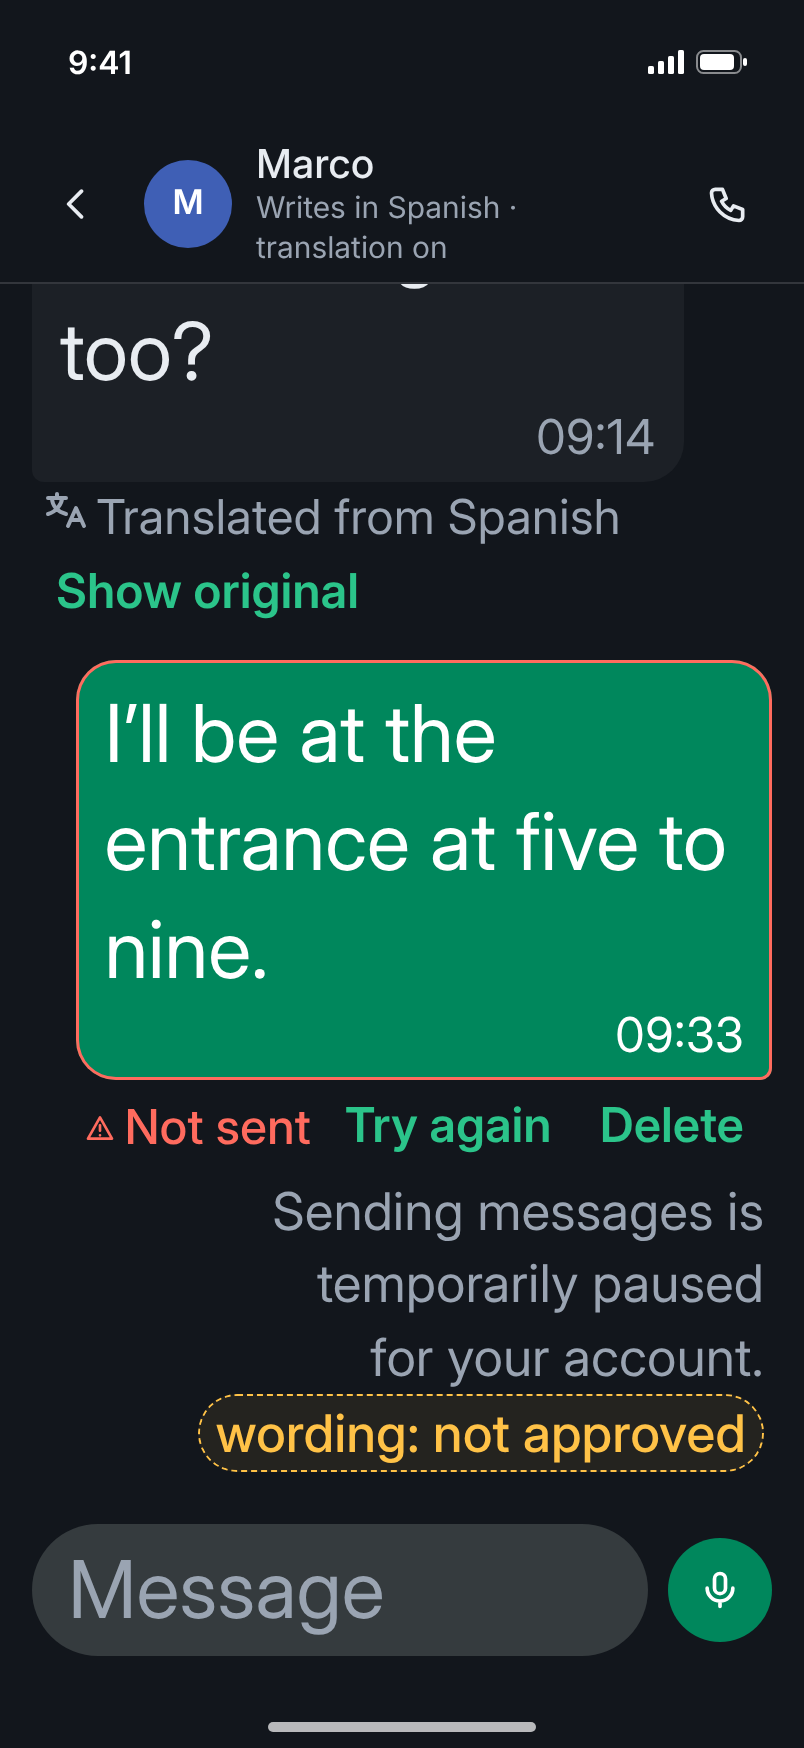 9:41
M
Marco
Writes in Spanish ·
translation on
too?
09:14
Translated from Spanish
Show original
I’ll be at the
entrance at five to
nine.
09:33
Not sent
Try again
Delete
Sending messages is
temporarily paused
for your account.
wording: not approved
Message